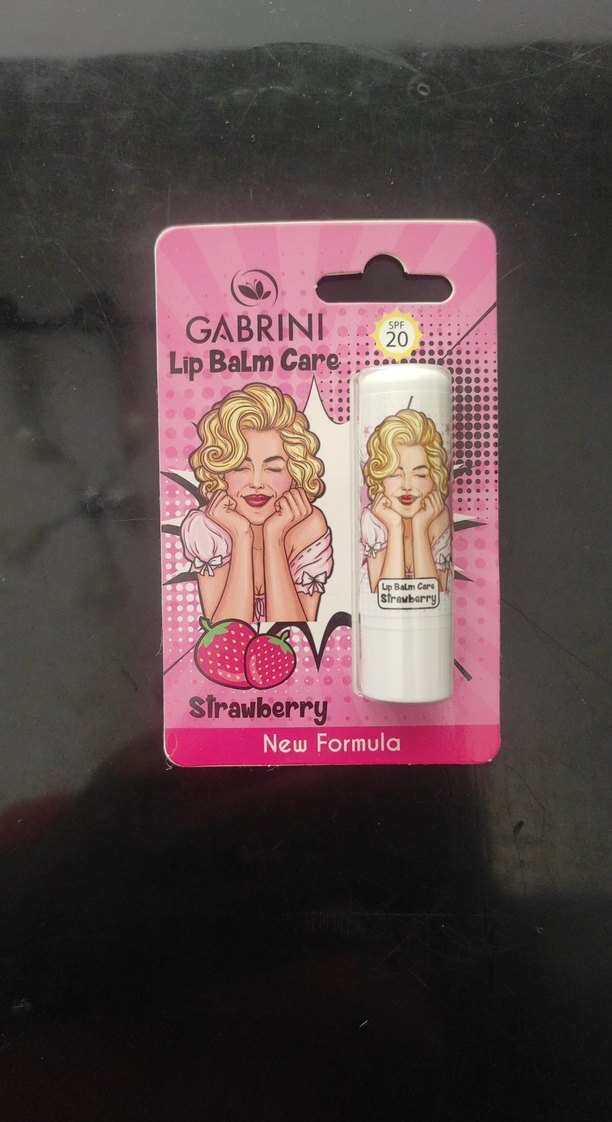 GABRINI
Lip Balm Care
SPF
20
Lip Balm Care
Strawberry
Strawberry
New Formula